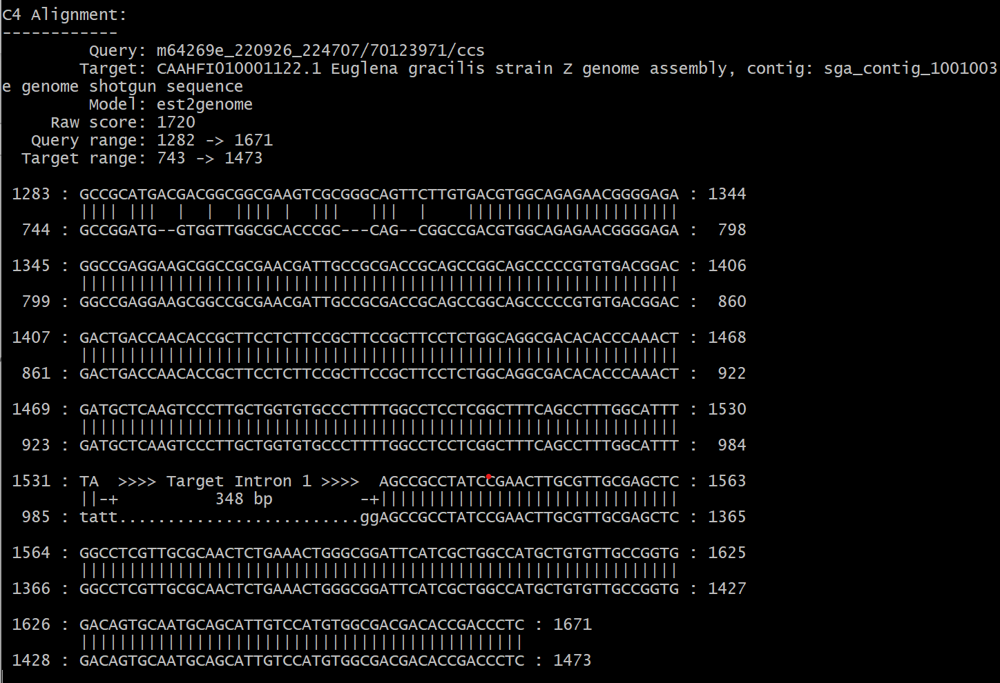 C4 Alignment:
------------
         Query: m64269e_220926_224707/70123971/ccs
        Target: CAAHFI010001122.1 Euglena gracilis strain Z genome assembly, contig: sga_contig_1001003
e genome shotgun sequence
         Model: est2genome
     Raw score: 1720
   Query range: 1282 -> 1671
  Target range: 743 -> 1473
 1283 : GCCGCATGACGACGGCGGCGAAGTCGCGGGCAGTTCTTGTGACGTGGCAGAGAACGGGGAGA : 1344
        |||| |||  |  |  |||| |  |||   |||  |    ||||||||||||||||||||||
  744 : GCCGGATG--GTGGTTGGCGCACCCGC---CAG--CGGCCGACGTGGCAGAGAACGGGGAGA :  798
 1345 : GGCCGAGGAAGCGGCCGCGAACGATTGCCGCGACCGCAGCCGGCAGCCCCCGTGTGACGGAC : 1406
        ||||||||||||||||||||||||||||||||||||||||||||||||||||||||||||||
  799 : GGCCGAGGAAGCGGCCGCGAACGATTGCCGCGACCGCAGCCGGCAGCCCCCGTGTGACGGAC :  860
 1407 : GACTGACCAACACCGCTTCCTCTTCCGCTTCCGCTTCCTCTGGCAGGCGACACACCCAAACT : 1468
        ||||||||||||||||||||||||||||||||||||||||||||||||||||||||||||||
  861 : GACTGACCAACACCGCTTCCTCTTCCGCTTCCGCTTCCTCTGGCAGGCGACACACCCAAACT :  922
 1469 : GATGCTCAAGTCCCTTGCTGGTGTGCCCTTTTGGCCTCCTCGGCTTTCAGCCTTTGGCATTT : 1530
        ||||||||||||||||||||||||||||||||||||||||||||||||||||||||||||||
  923 : GATGCTCAAGTCCCTTGCTGGTGTGCCCTTTTGGCCTCCTCGGCTTTCAGCCTTTGGCATTT :  984
 1531 : TA  >>>> Target Intron 1 >>>>  AGCCGCCTATCCGAACTTGCGTTGCGAGCTC : 1563
        ||-+          348 bp         -+|||||||||||||||||||||||||||||||
  985 : tatt.........................ggAGCCGCCTATCCGAACTTGCGTTGCGAGCTC : 1365
 1564 : GGCCTCGTTGCGCAACTCTGAAACTGGGCGGATTCATCGCTGGCCATGCTGTGTTGCCGGTG : 1625
        ||||||||||||||||||||||||||||||||||||||||||||||||||||||||||||||
 1366 : GGCCTCGTTGCGCAACTCTGAAACTGGGCGGATTCATCGCTGGCCATGCTGTGTTGCCGGTG : 1427
 1626 : GACAGTGCAATGCAGCATTGTCCATGTGGCGACGACACCGACCCTC : 1671
        ||||||||||||||||||||||||||||||||||||||||||||||
 1428 : GACAGTGCAATGCAGCATTGTCCATGTGGCGACGACACCGACCCTC : 1473